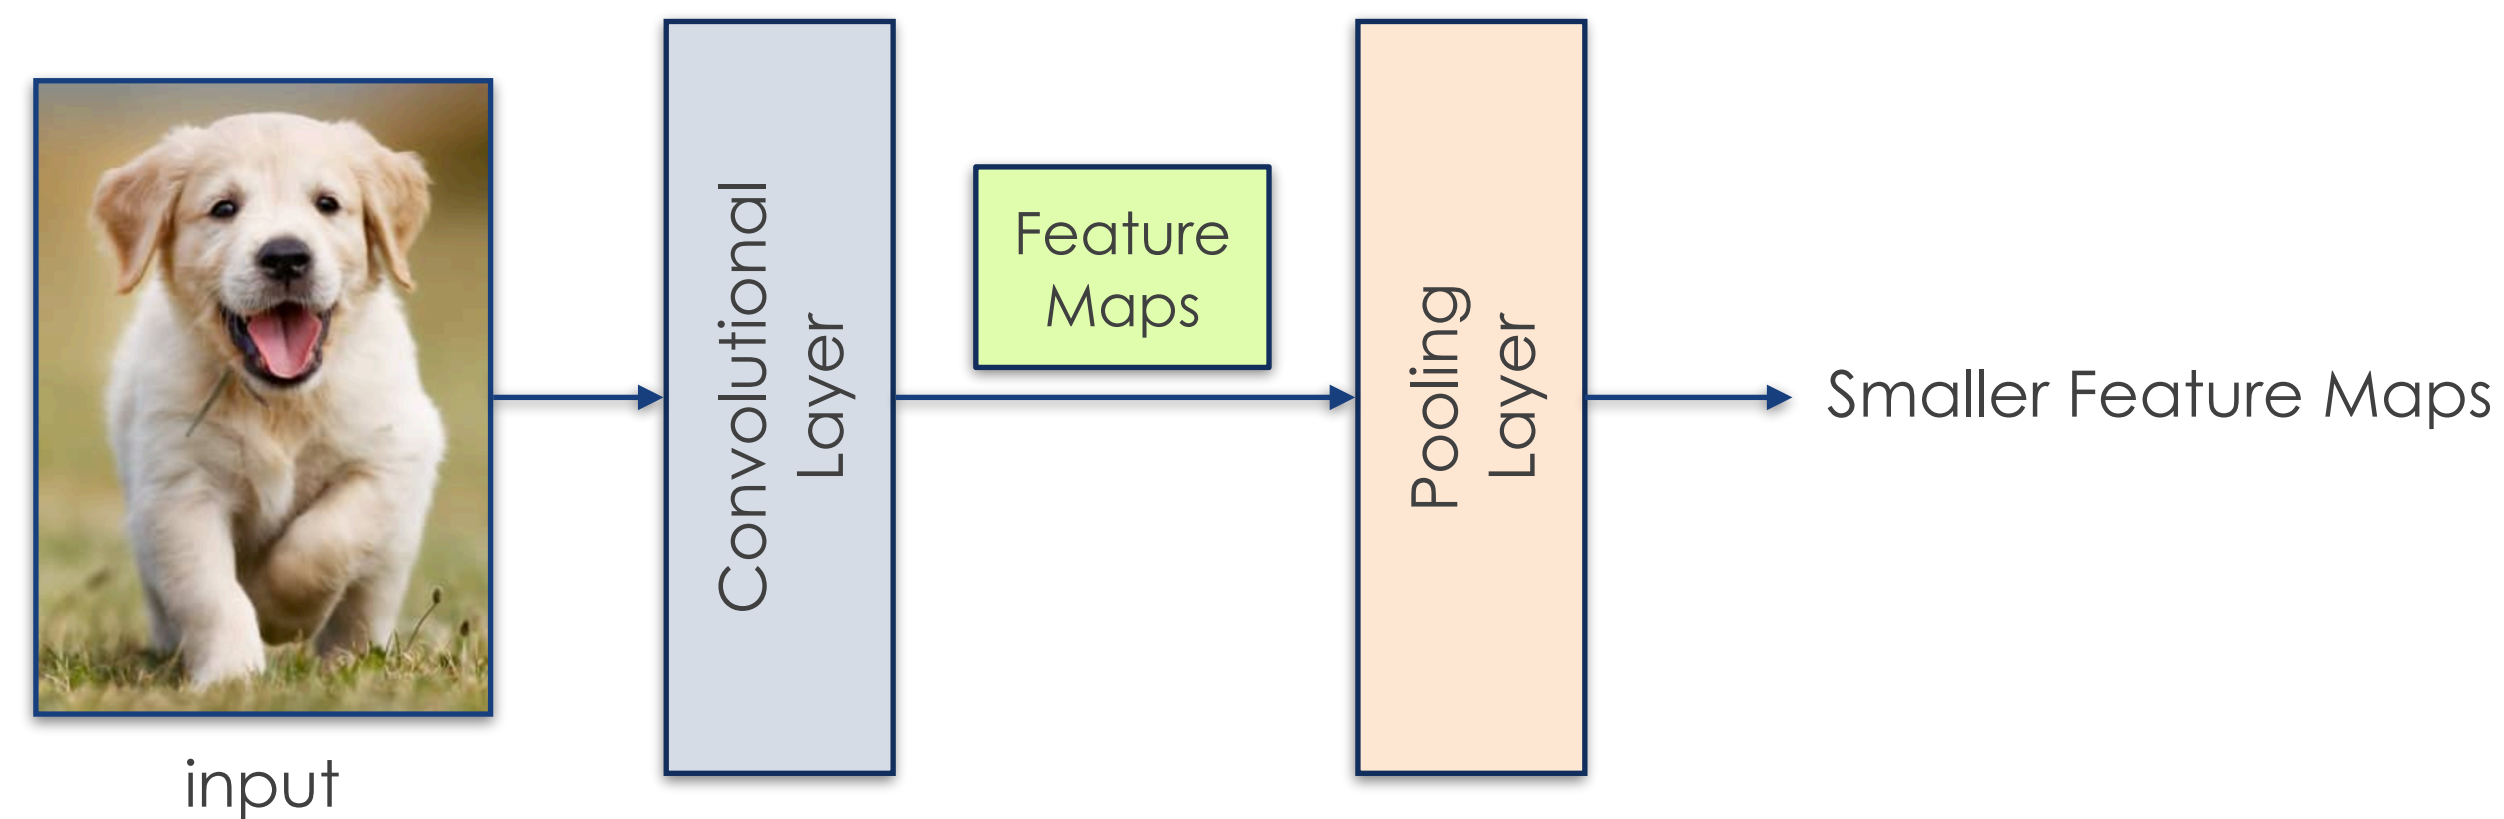 input
Convolutional
Layer
Feature
Maps
Pooling
Layer
Smaller Feature Maps